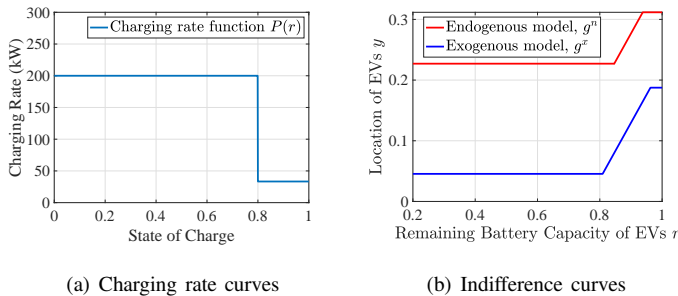 300
250
200
150
100
50
0
Charging Rate (kW)
Charging rate function P(r)
0 0.2 0.4 0.6 0.8 1
State of Charge
(a) Charging rate curves
0.3
0.2
0.1
0
Location of EVs y
Endogenous model, gⁿ
Exogenous model, gˣ
0.2 0.4 0.6 0.8 1
Remaining Battery Capacity of EVs r
(b) Indifference curves